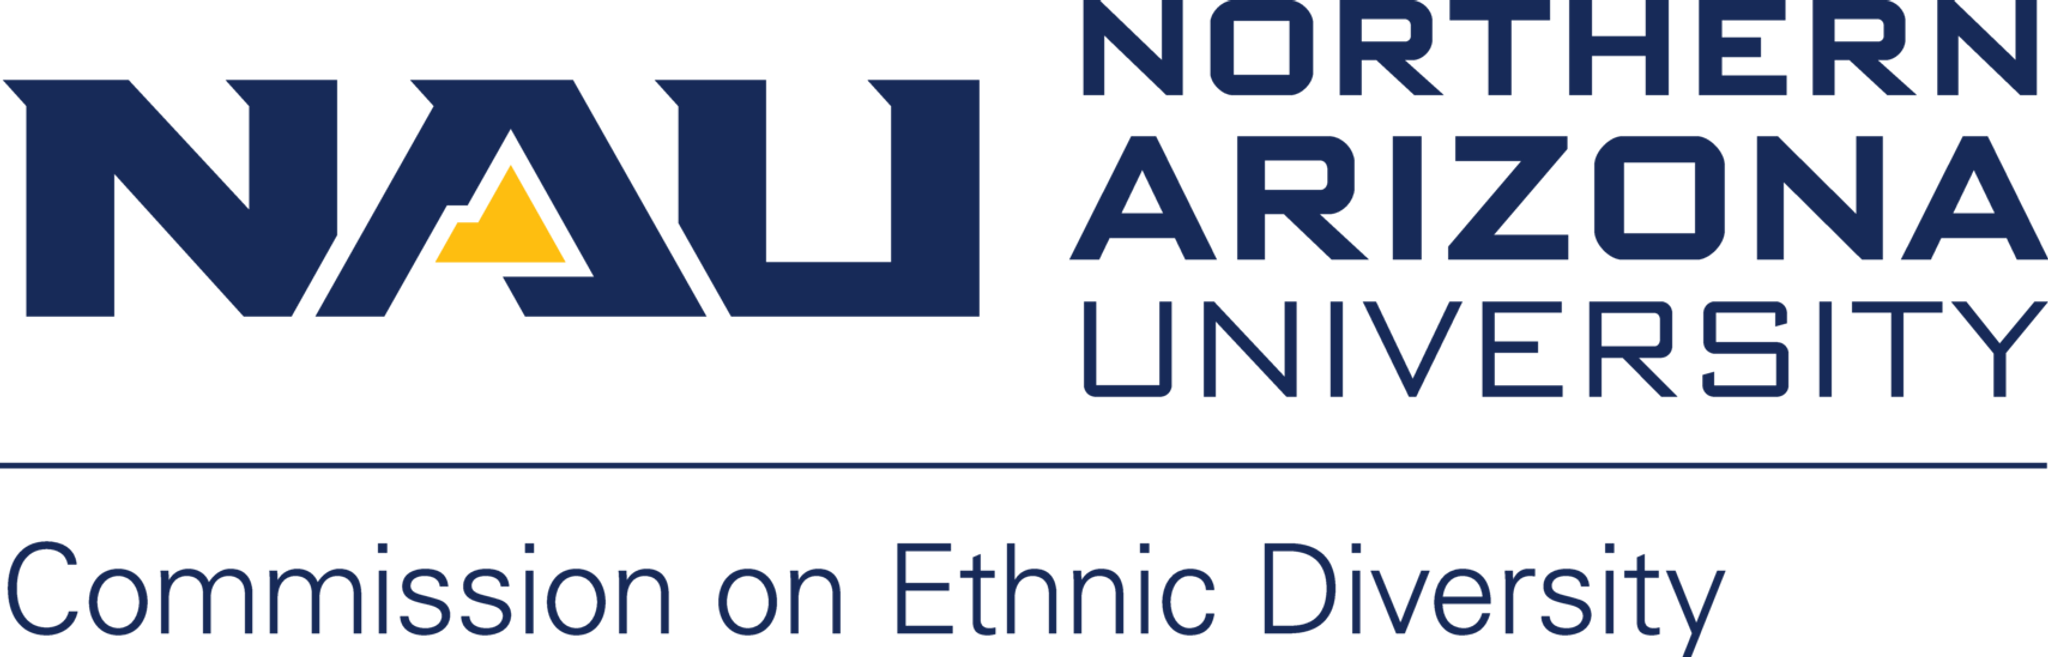 NAU
NORTHERN
ARIZONA
UNIVERSITY
Commission on Ethnic Diversity